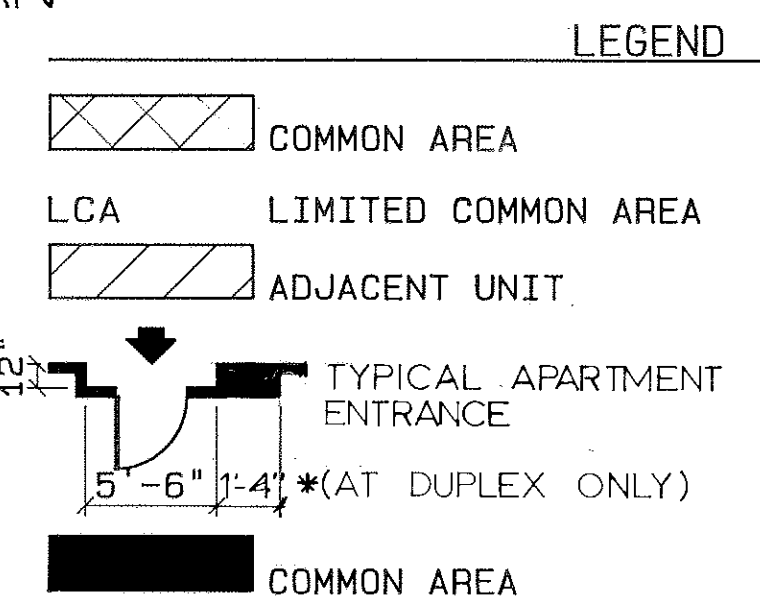 LEGEND
COMMON AREA
LCA LIMITED COMMON AREA
ADJACENT UNIT
12"
TYPICAL APARTMENT
ENTRANCE
5'-6" 1'-4" *(AT DUPLEX ONLY)
COMMON AREA